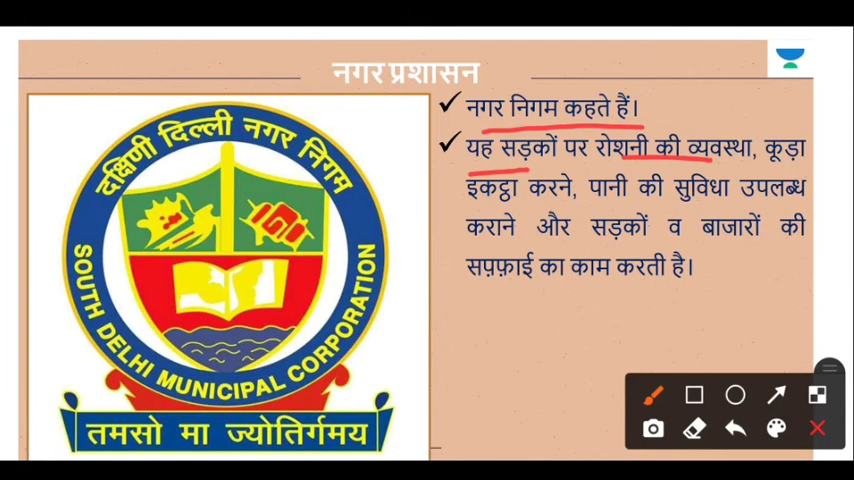 नगर प्रशासन
दक्षिणी दिल्ली नगर निगम
SOUTH DELHI MUNICIPAL CORPORATION
तमसो मा ज्योतिर्गमय
नगर निगम कहते हैं।
यह सड़कों पर रोशनी की व्यवस्था, कूड़ा
इकट्ठा करने, पानी की सुविधा उपलब्ध
कराने और सड़कों व बाजारों की
सफ़फ़ाई का काम करती है।